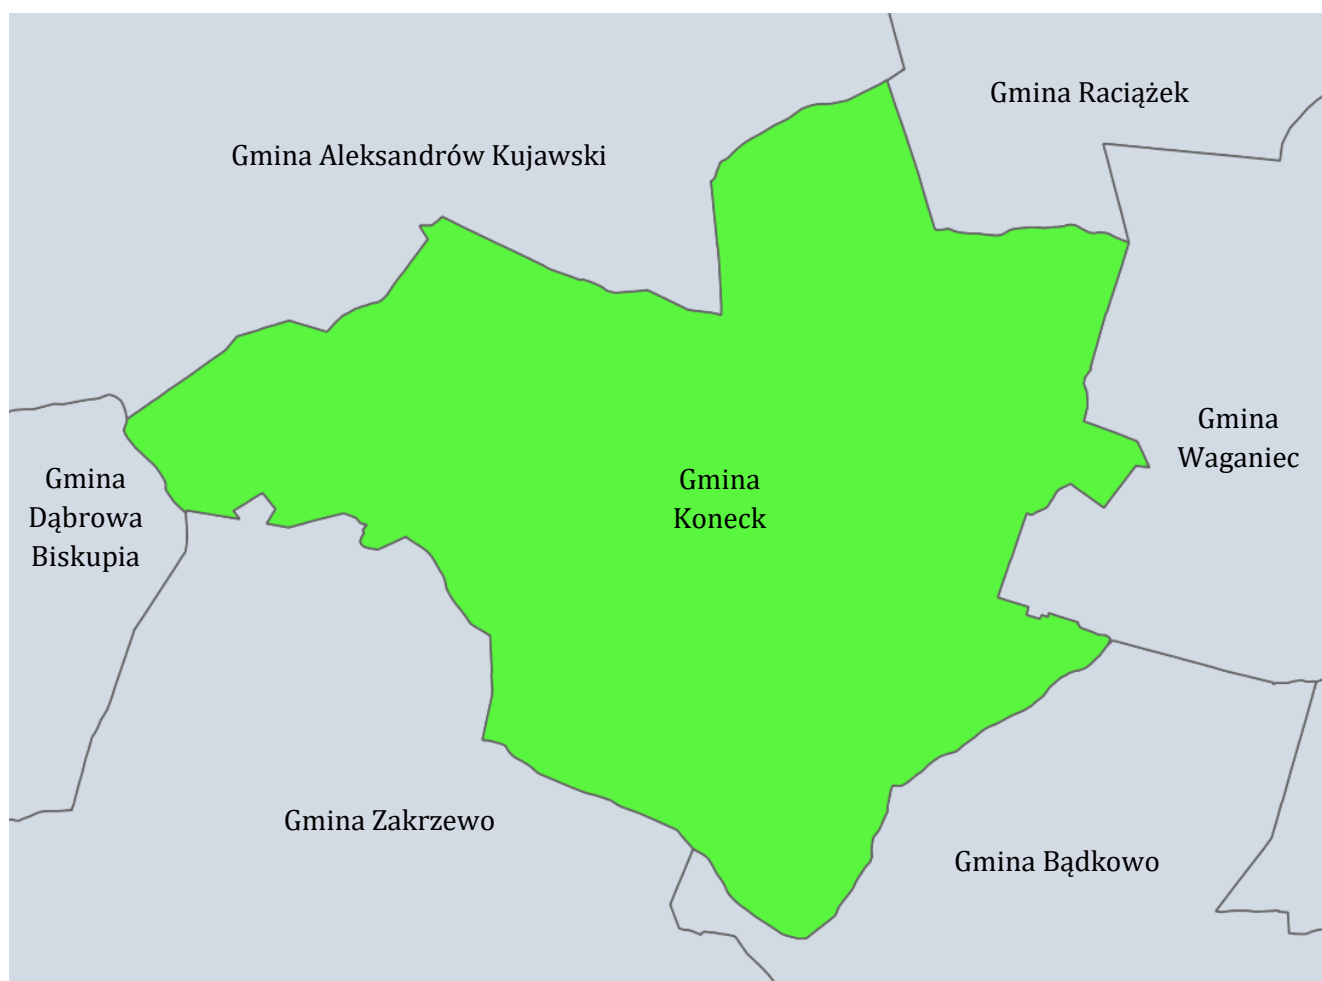 Gmina Raciążek
Gmina Aleksandrów Kujawski
Gmina
Waganiec
Gmina
Dąbrowa
Biskupia
Gmina
Koneck
Gmina Zakrzewo
Gmina Bądkowo